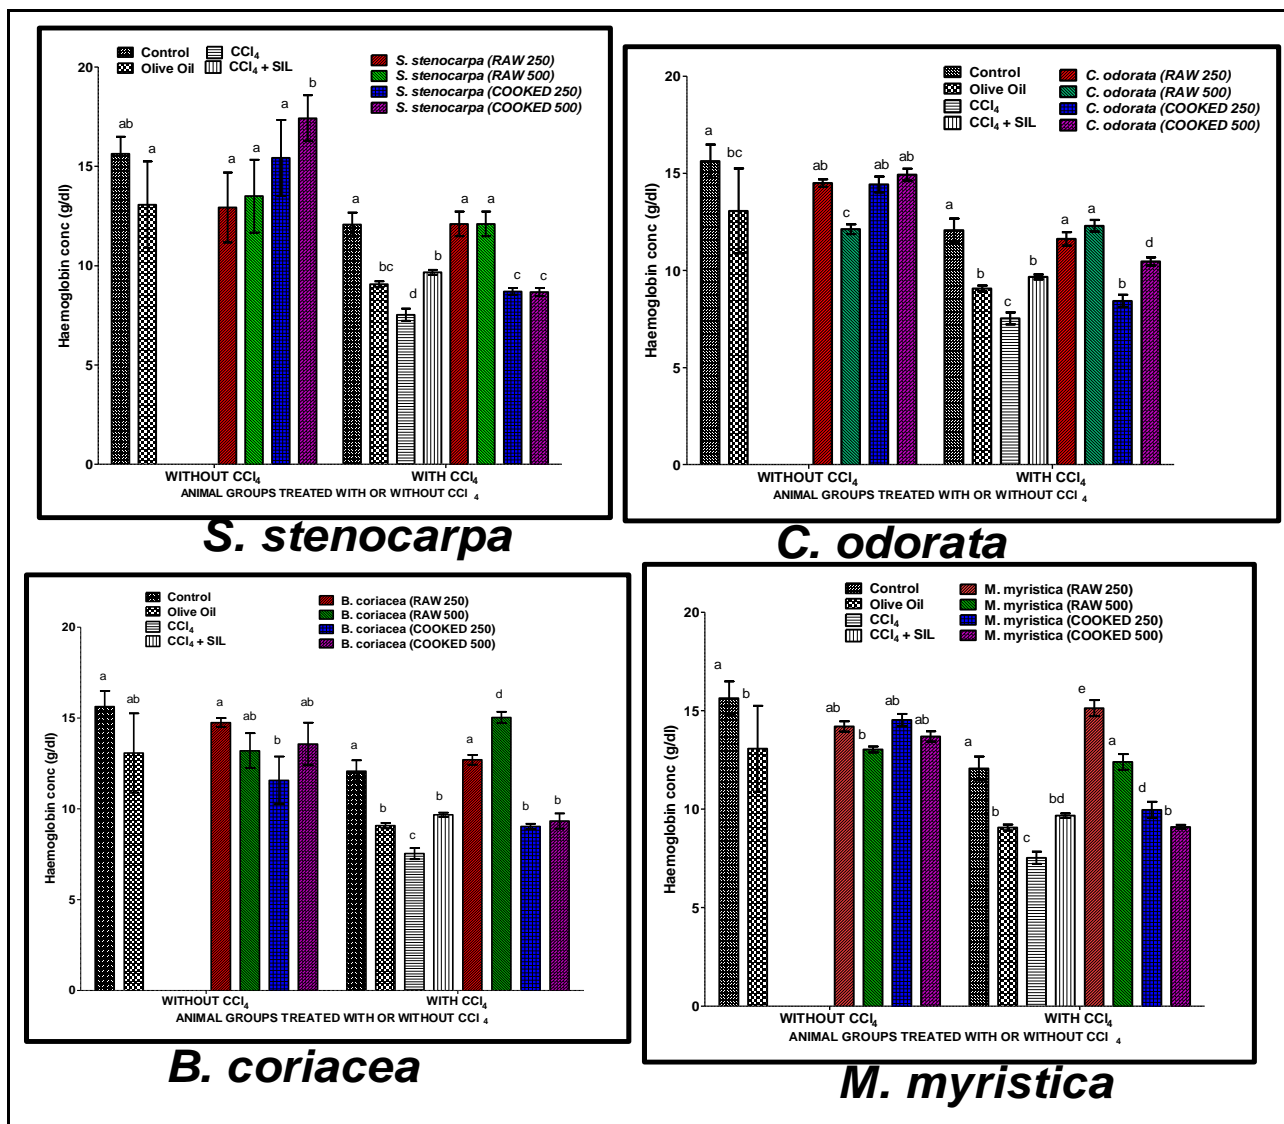 Control
Olive Oil
CCl4
CCl4 + SIL
S. stenocarpa (RAW 250)
S. stenocarpa (RAW 500)
S. stenocarpa (COOKED 250)
S. stenocarpa (COOKED 500)
Haemoglobin conc (g/dl)
20
15
10
5
0
ab
a
a
a
a
b
a
bc
d
b
a
a
c
c
WITHOUT CCl4
WITH CCl4
ANIMAL GROUPS TREATED WITH OR WITHOUT CCl 4
S. stenocarpa
Control
Olive Oil
CCl4
CCl4 + SIL
C. odorata (RAW 250)
C. odorata (RAW 500)
C. odorata (COOKED 250)
C. odorata (COOKED 500)
Haemoglobin conc (g/dl)
20
15
10
5
0
a
bc
ab
c
ab
ab
a
b
c
b
a
a
b
d
WITHOUT CCl4
WITH CCl4
ANIMAL GROUPS TREATED WITH OR WITHOUT CCl 4
C. odorata
Control
Olive Oil
CCl4
CCl4 + SIL
B. coriacea (RAW 250)
B. coriacea (RAW 500)
B. coriacea (COOKED 250)
B. coriacea (COOKED 500)
Haemoglobin conc (g/dl)
20
15
10
5
0
a
ab
a
ab
b
ab
a
b
c
b
a
d
b
b
WITHOUT CCl4
WITH CCl4
ANIMAL GROUPS TREATED WITH OR WITHOUT CCl 4
B. coriacea
Control
Olive Oil
CCl4
CCl4 + SIL
M. myristica (RAW 250)
M. myristica (RAW 500)
M. myristica (COOKED 250)
M. myristica (COOKED 500)
Haemoglobin conc (g/dl)
20
15
10
5
0
a
b
ab
b
ab
ab
a
b
c
bd
e
a
d
b
WITHOUT CCl4
WITH CCl4
ANIMAL GROUPS TREATED WITH OR WITHOUT CCl 4
M. myristica